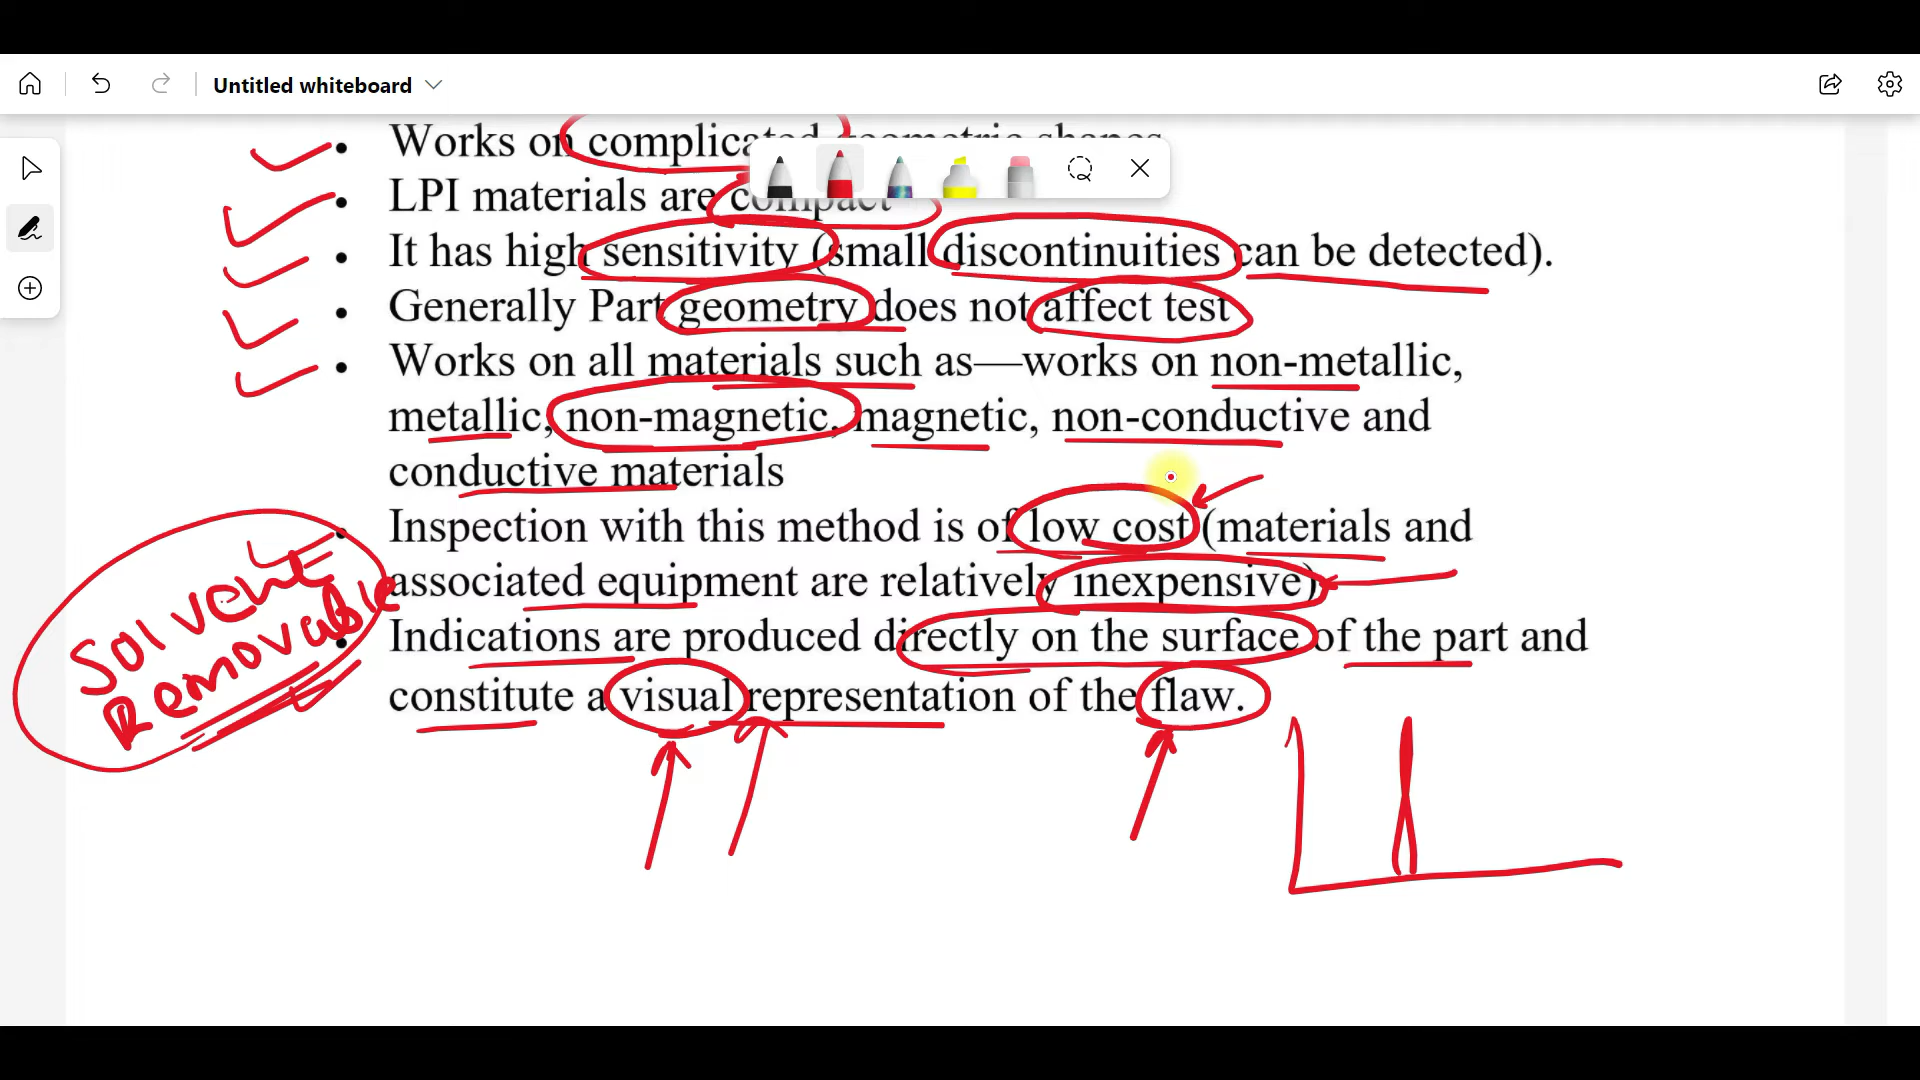 Untitled whiteboard
• Works on complicated geometric shapes
• LPI materials are compact
• It has high sensitivity (small discontinuities can be detected).
• Generally Part geometry does not affect test
• Works on all materials such as—works on non-metallic,
metallic, non-magnetic, magnetic, non-conductive and
conductive materials
• Inspection with this method is of low cost (materials and
associated equipment are relatively inexpensive)
• Indications are produced directly on the surface of the part and
constitute a visual representation of the flaw.
Solvent
Removable